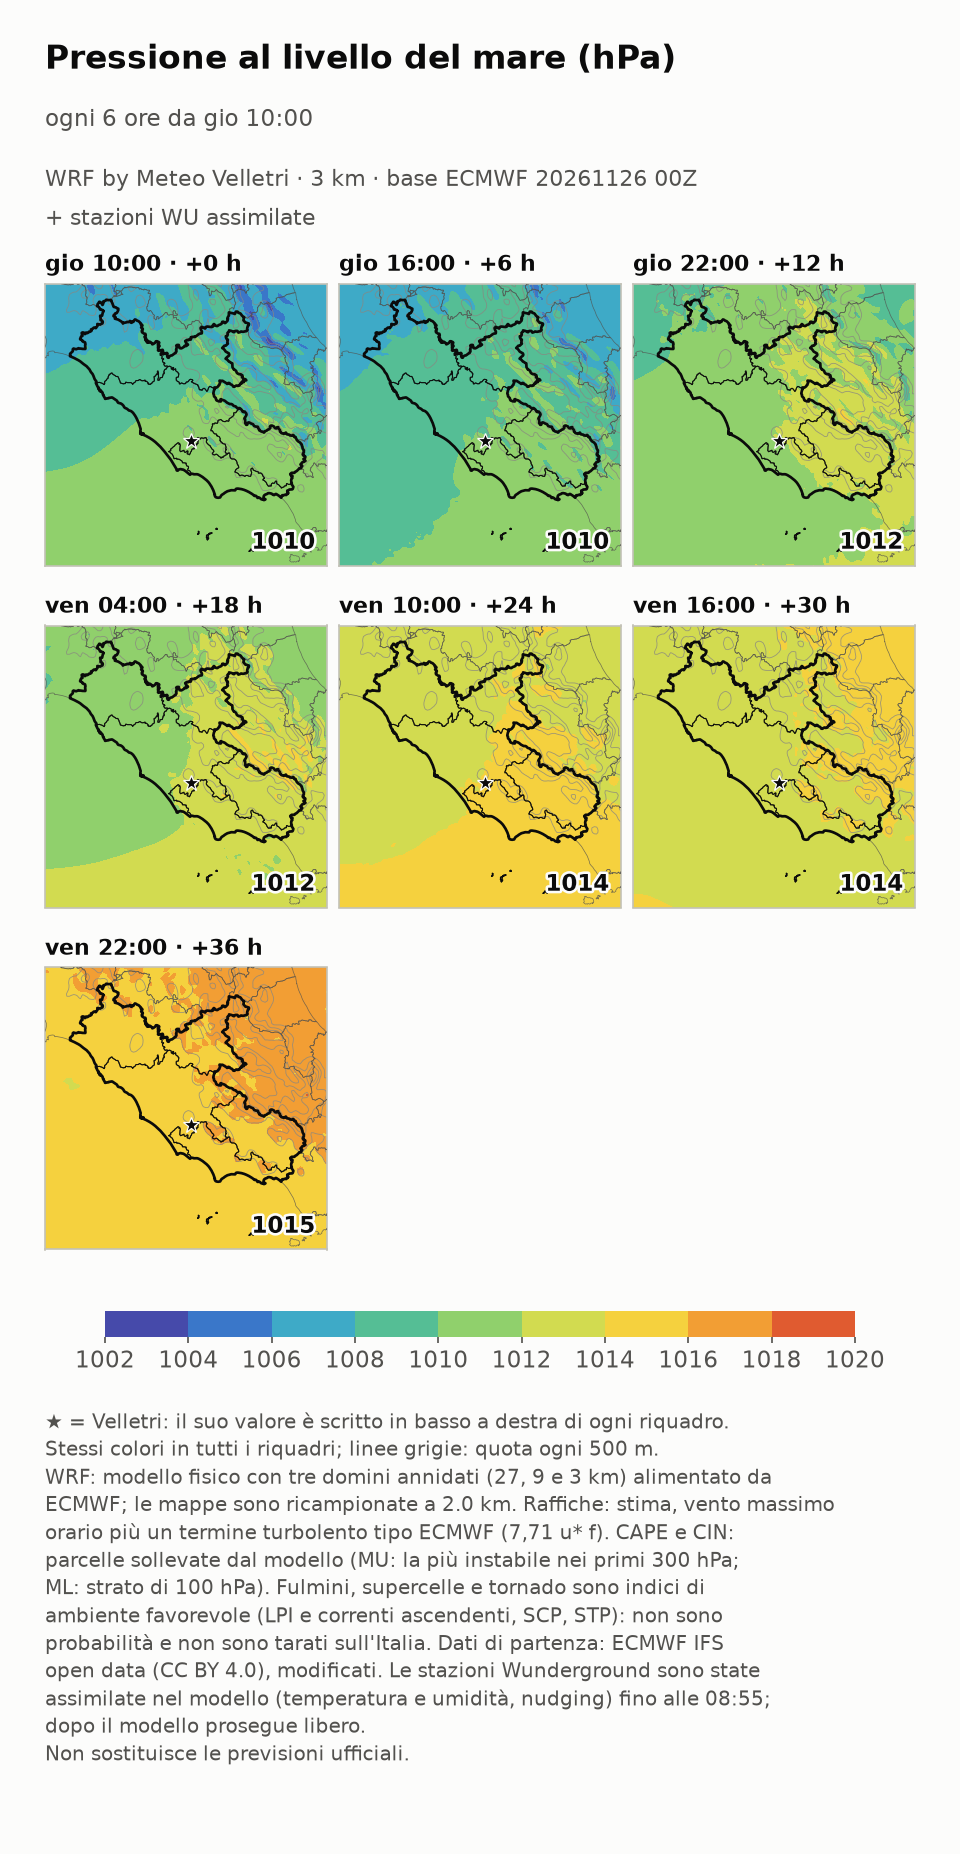 Pressione al livello del mare (hPa)
ogni 6 ore da gio 10:00
WRF by Meteo Velletri · 3 km · base ECMWF 20261126 00Z
+ stazioni WU assimilate
gio 10:00 · +0 h
gio 16:00 · +6 h
gio 22:00 · +12 h
1010
1010
1012
ven 04:00 · +18 h
ven 10:00 · +24 h
ven 16:00 · +30 h
1012
1014
1014
ven 22:00 · +36 h
1015
1002 1004 1006 1008 1010 1012 1014 1016 1018 1020
★ = Velletri: il suo valore è scritto in basso a destra di ogni riquadro.
Stessi colori in tutti i riquadri; linee grigie: quota ogni 500 m.
WRF: modello fisico con tre domini annidati (27, 9 e 3 km) alimentato da
ECMWF; le mappe sono ricampionate a 2.0 km. Raffiche: stima, vento massimo
orario più un termine turbolento tipo ECMWF (7,71 u* f). CAPE e CIN:
parcelle sollevate dal modello (MU: la più instabile nei primi 300 hPa;
ML: strato di 100 hPa). Fulmini, supercelle e tornado sono indici di
ambiente favorevole (LPI e correnti ascendenti, SCP, STP): non sono
probabilità e non sono tarati sull'Italia. Dati di partenza: ECMWF IFS
open data (CC BY 4.0), modificati. Le stazioni Wunderground sono state
assimilate nel modello (temperatura e umidità, nudging) fino alle 08:55;
dopo il modello prosegue libero.
Non sostituisce le previsioni ufficiali.